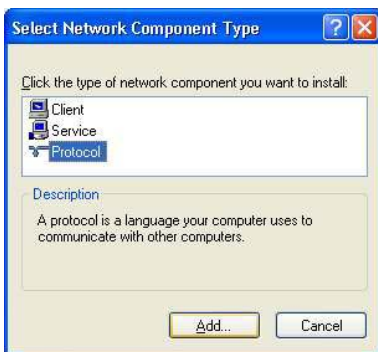 Select Network Component Type
Click the type of network component you want to install:
Client
Service
Protocol
Description
A protocol is a language your computer uses to
communicate with other computers.
Add...
Cancel